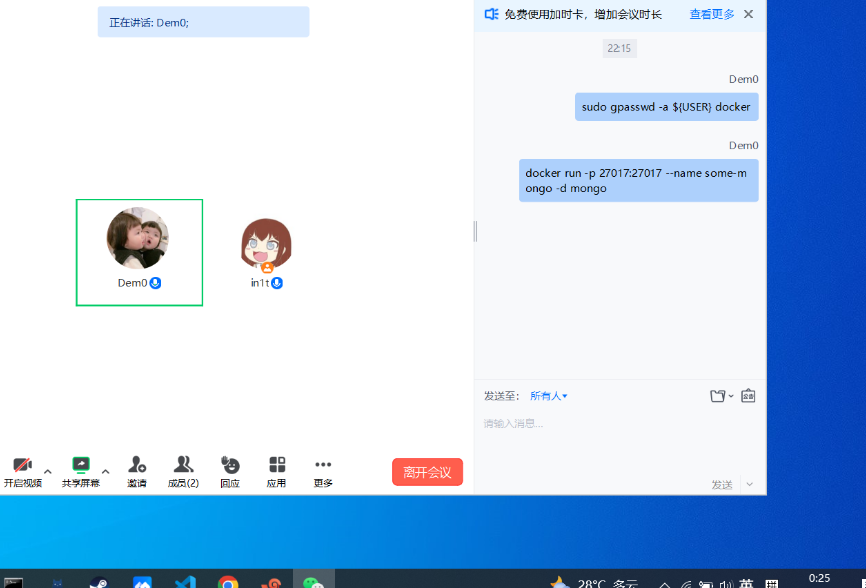 正在讲话: Dem0;
免费使用加时卡，增加会议时长
查看更多
22:15
Dem0
sudo gpasswd -a ${USER} docker
Dem0
docker run -p 27017:27017 --name some-m
ongo -d mongo
Dem0
in1t
发送至：
所有人
请输入消息...
发送
开启视频
共享屏幕
邀请
成员(2)
回应
应用
更多
离开会议
28°C 多云
英
0:25